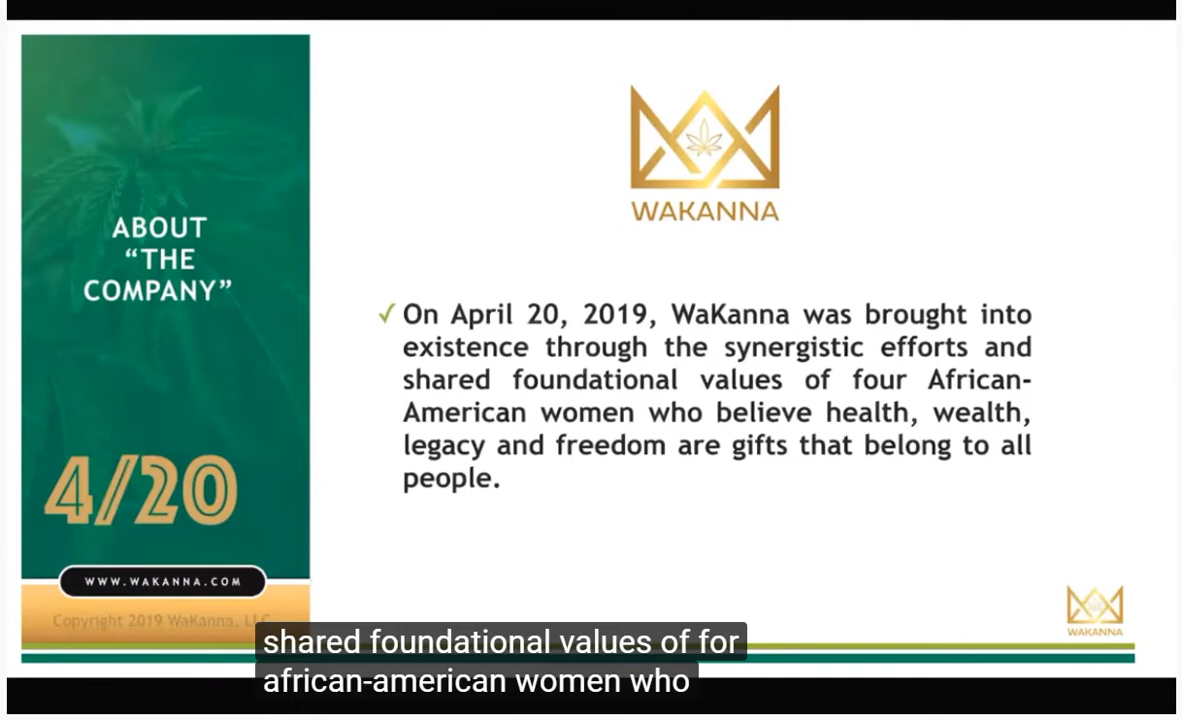 WAKANNA
ABOUT
“THE
COMPANY”
✓ On April 20, 2019, WaKanna was brought into
existence through the synergistic efforts and
shared foundational values of four African-
American women who believe health, wealth,
legacy and freedom are gifts that belong to all
people.
4/20
WWW.WAKANNA.COM
Copyright 2019 WaKanna, LLC
WAKANNA
shared foundational values of for
african-american women who